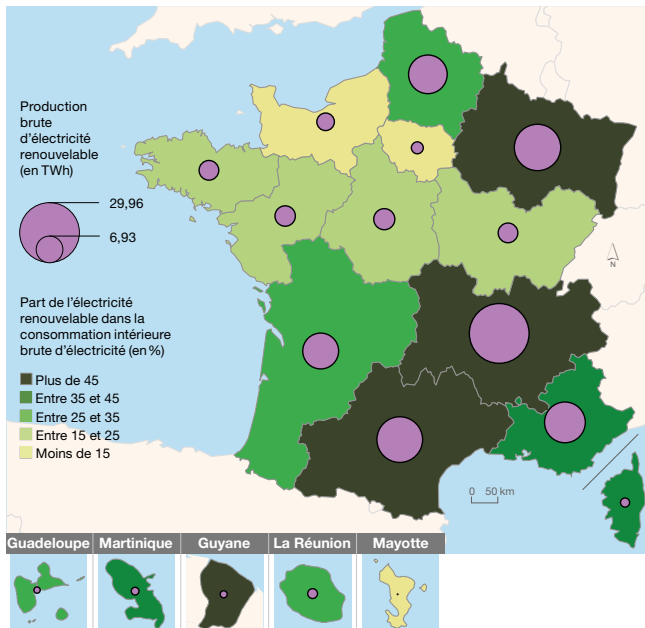 Production
brute
d'électricité
renouvelable
(en TWh)
29,96
6,93
Part de l'électricité
renouvelable dans la
consommation intérieure
brute d'électricité (en %)
Plus de 45
Entre 35 et 45
Entre 25 et 35
Entre 15 et 25
Moins de 15
N
0 50 km
Guadeloupe Martinique Guyane La Réunion Mayotte